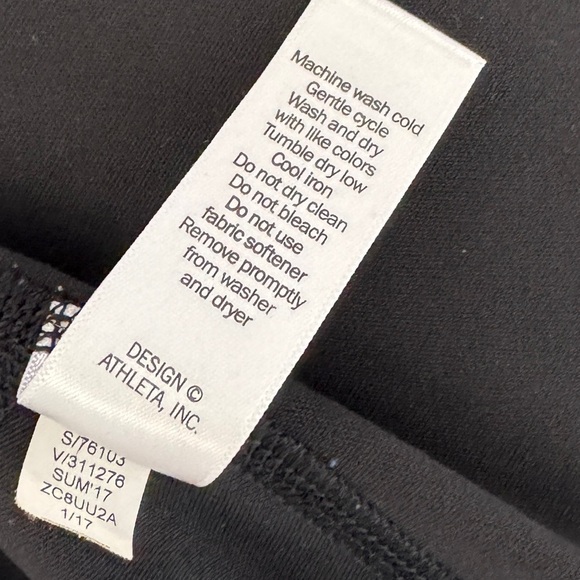 Machine wash cold
Gentle cycle
Wash and dry
with like colors
Tumble dry low
Cool iron
Do not dry clean
Do not bleach
Do not use
fabric softener
Remove promptly
from washer
and dryer
DESIGN ©
ATHLETA, INC.
S/76103
V/311276
SUM'17
ZC8UU2A
1/17